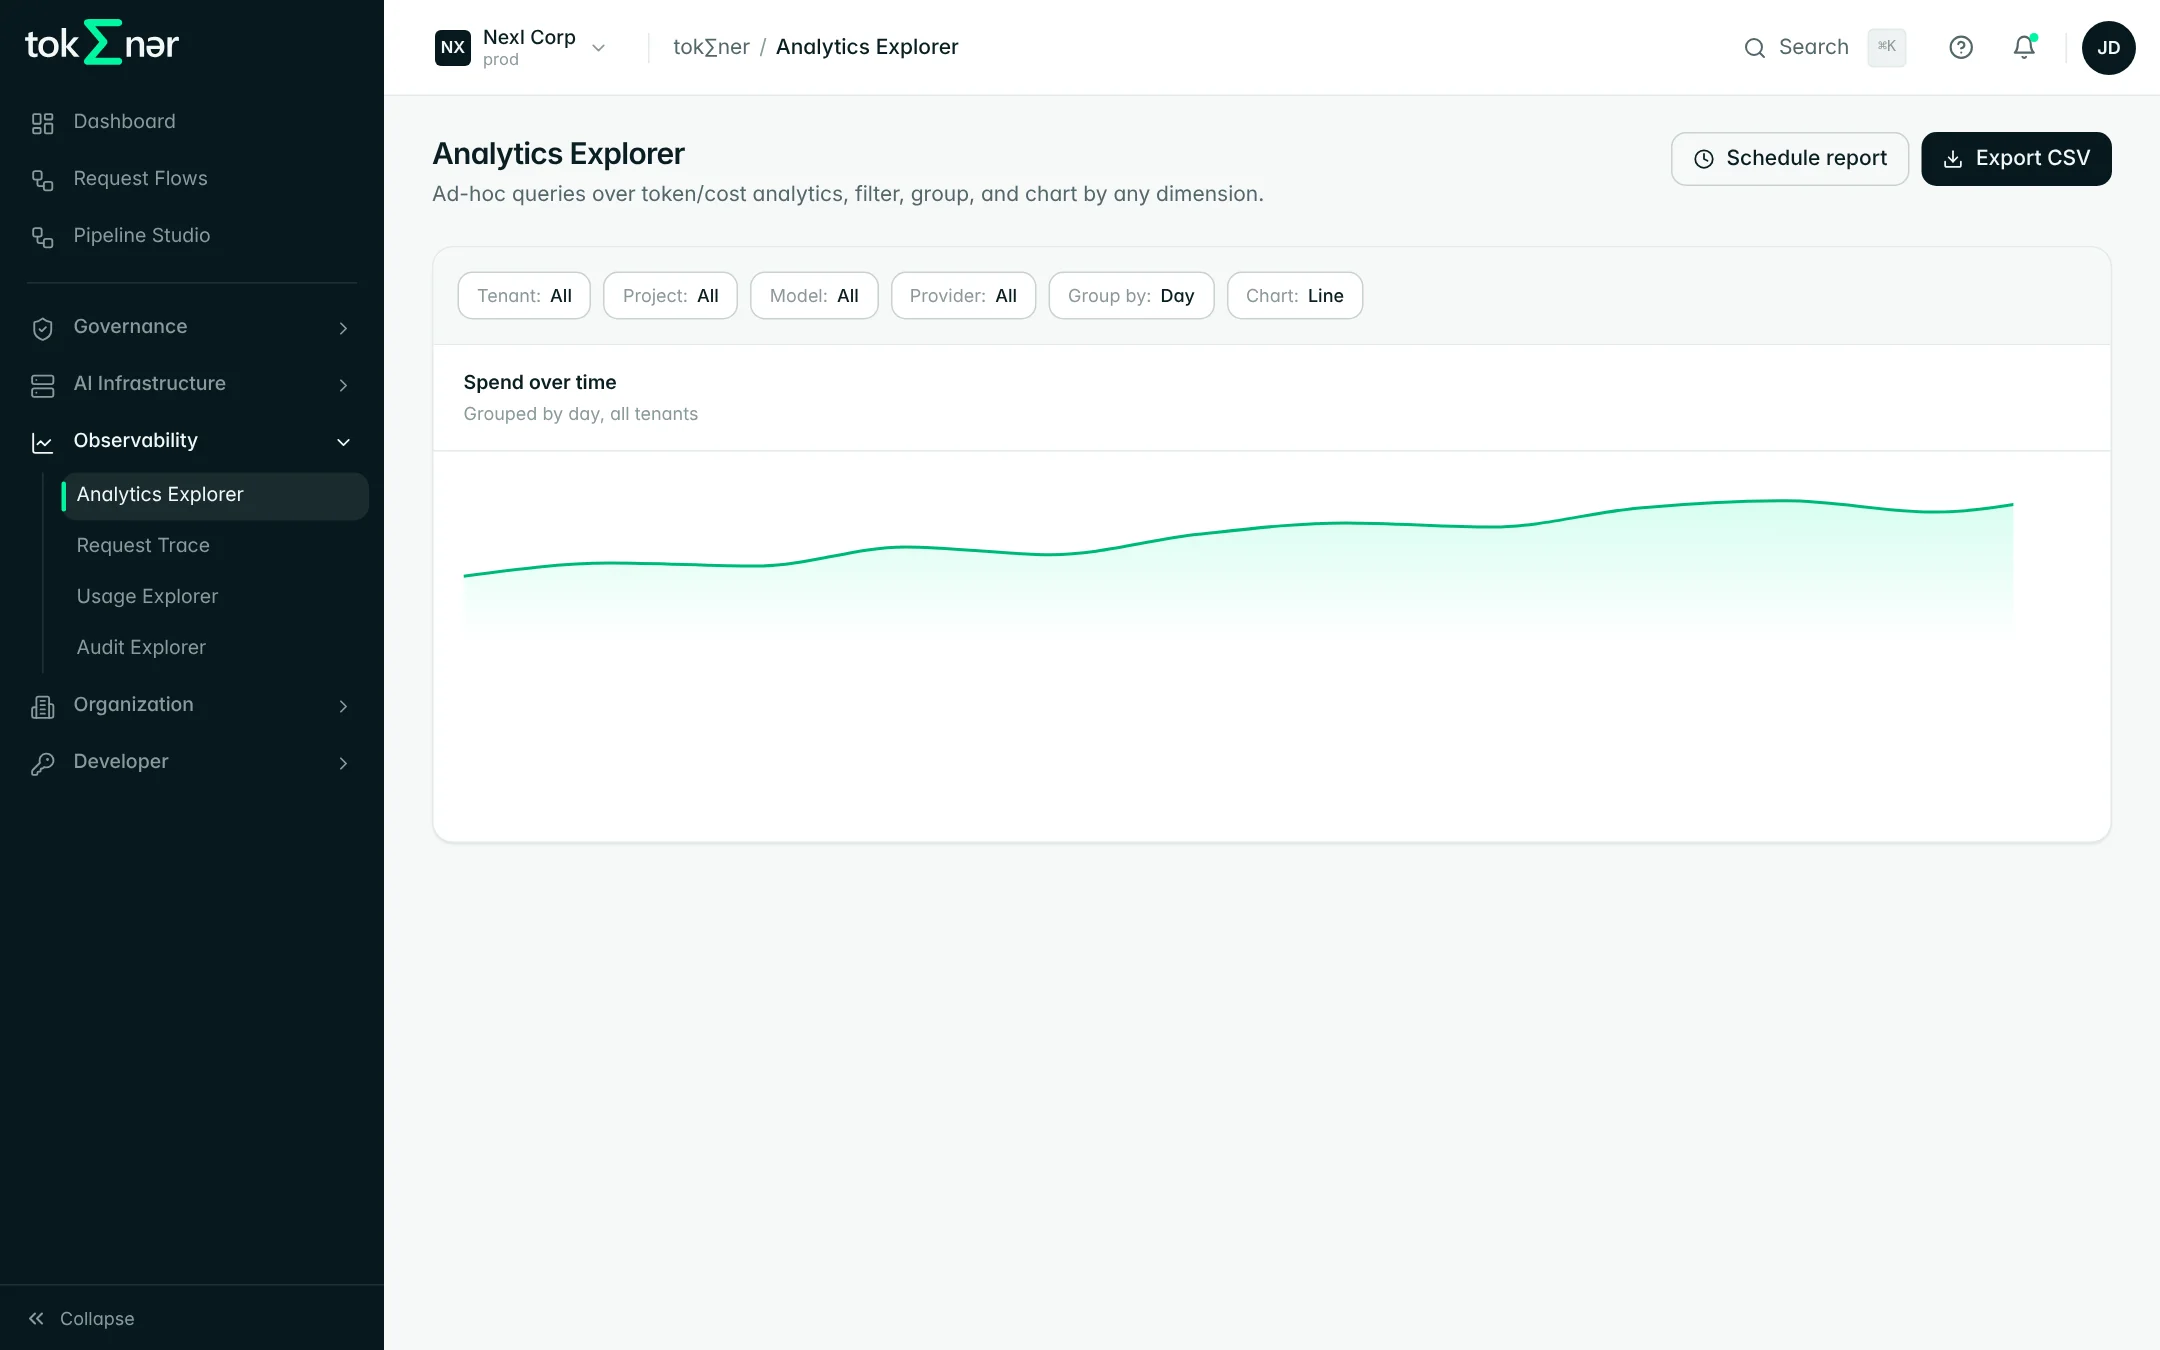 tokΣnər
Dashboard
Request Flows
Pipeline Studio
Governance
AI Infrastructure
Observability
Analytics Explorer
Request Trace
Usage Explorer
Audit Explorer
Organization
Developer
Collapse
NX
Nexl Corp
prod
tok∑ner / Analytics Explorer
Search ⌘K
JD
Analytics Explorer
Ad-hoc queries over token/cost analytics, filter, group, and chart by any dimension.
Schedule report
Export CSV
Tenant: All
Project: All
Model: All
Provider: All
Group by: Day
Chart: Line
Spend over time
Grouped by day, all tenants